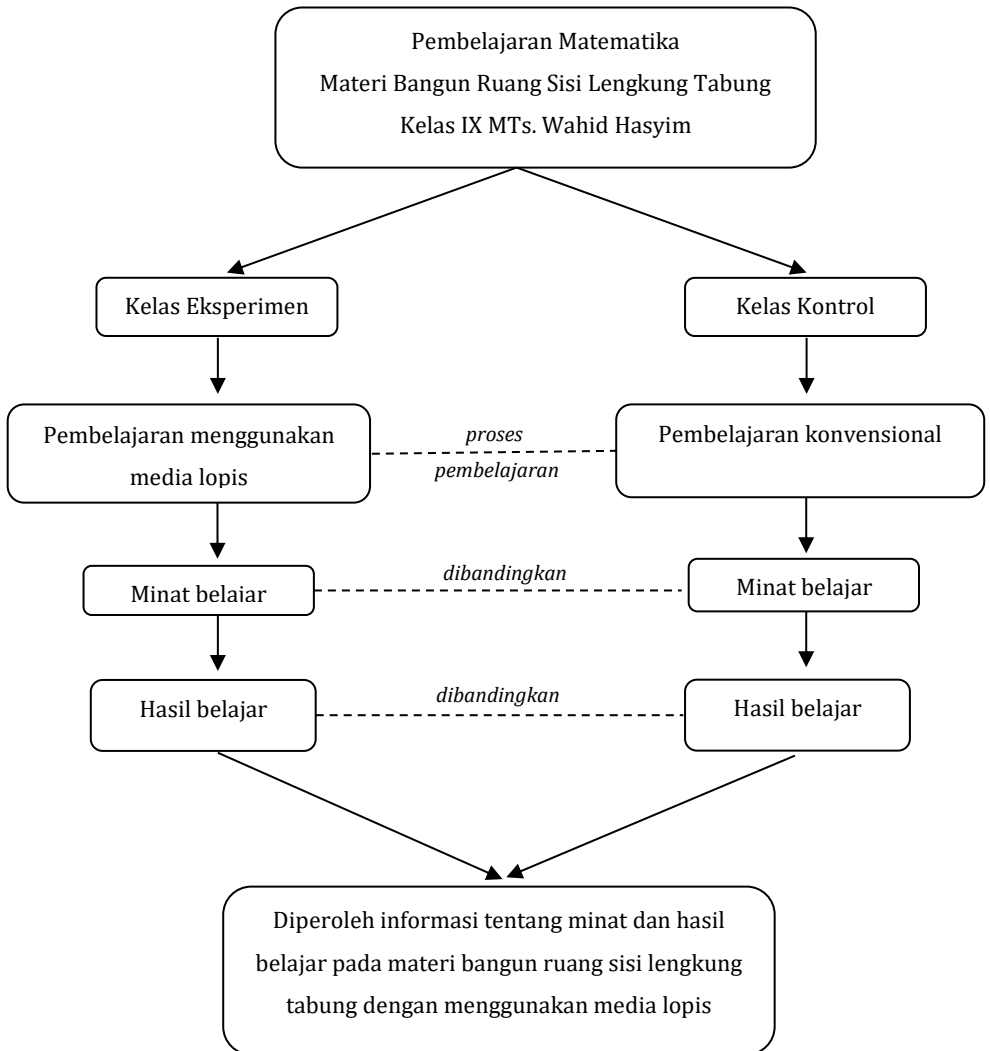 Pembelajaran Matematika
Materi Bangun Ruang Sisi Lengkung Tabung
Kelas IX MTs. Wahid Hasyim
Kelas Eksperimen
Kelas Kontrol
Pembelajaran menggunakan
media lopis
proses
pembelajaran
Pembelajaran konvensional
Minat belajar
dibandingkan
Minat belajar
Hasil belajar
dibandingkan
Hasil belajar
Diperoleh informasi tentang minat dan hasil
belajar pada materi bangun ruang sisi lengkung
tabung dengan menggunakan media lopis